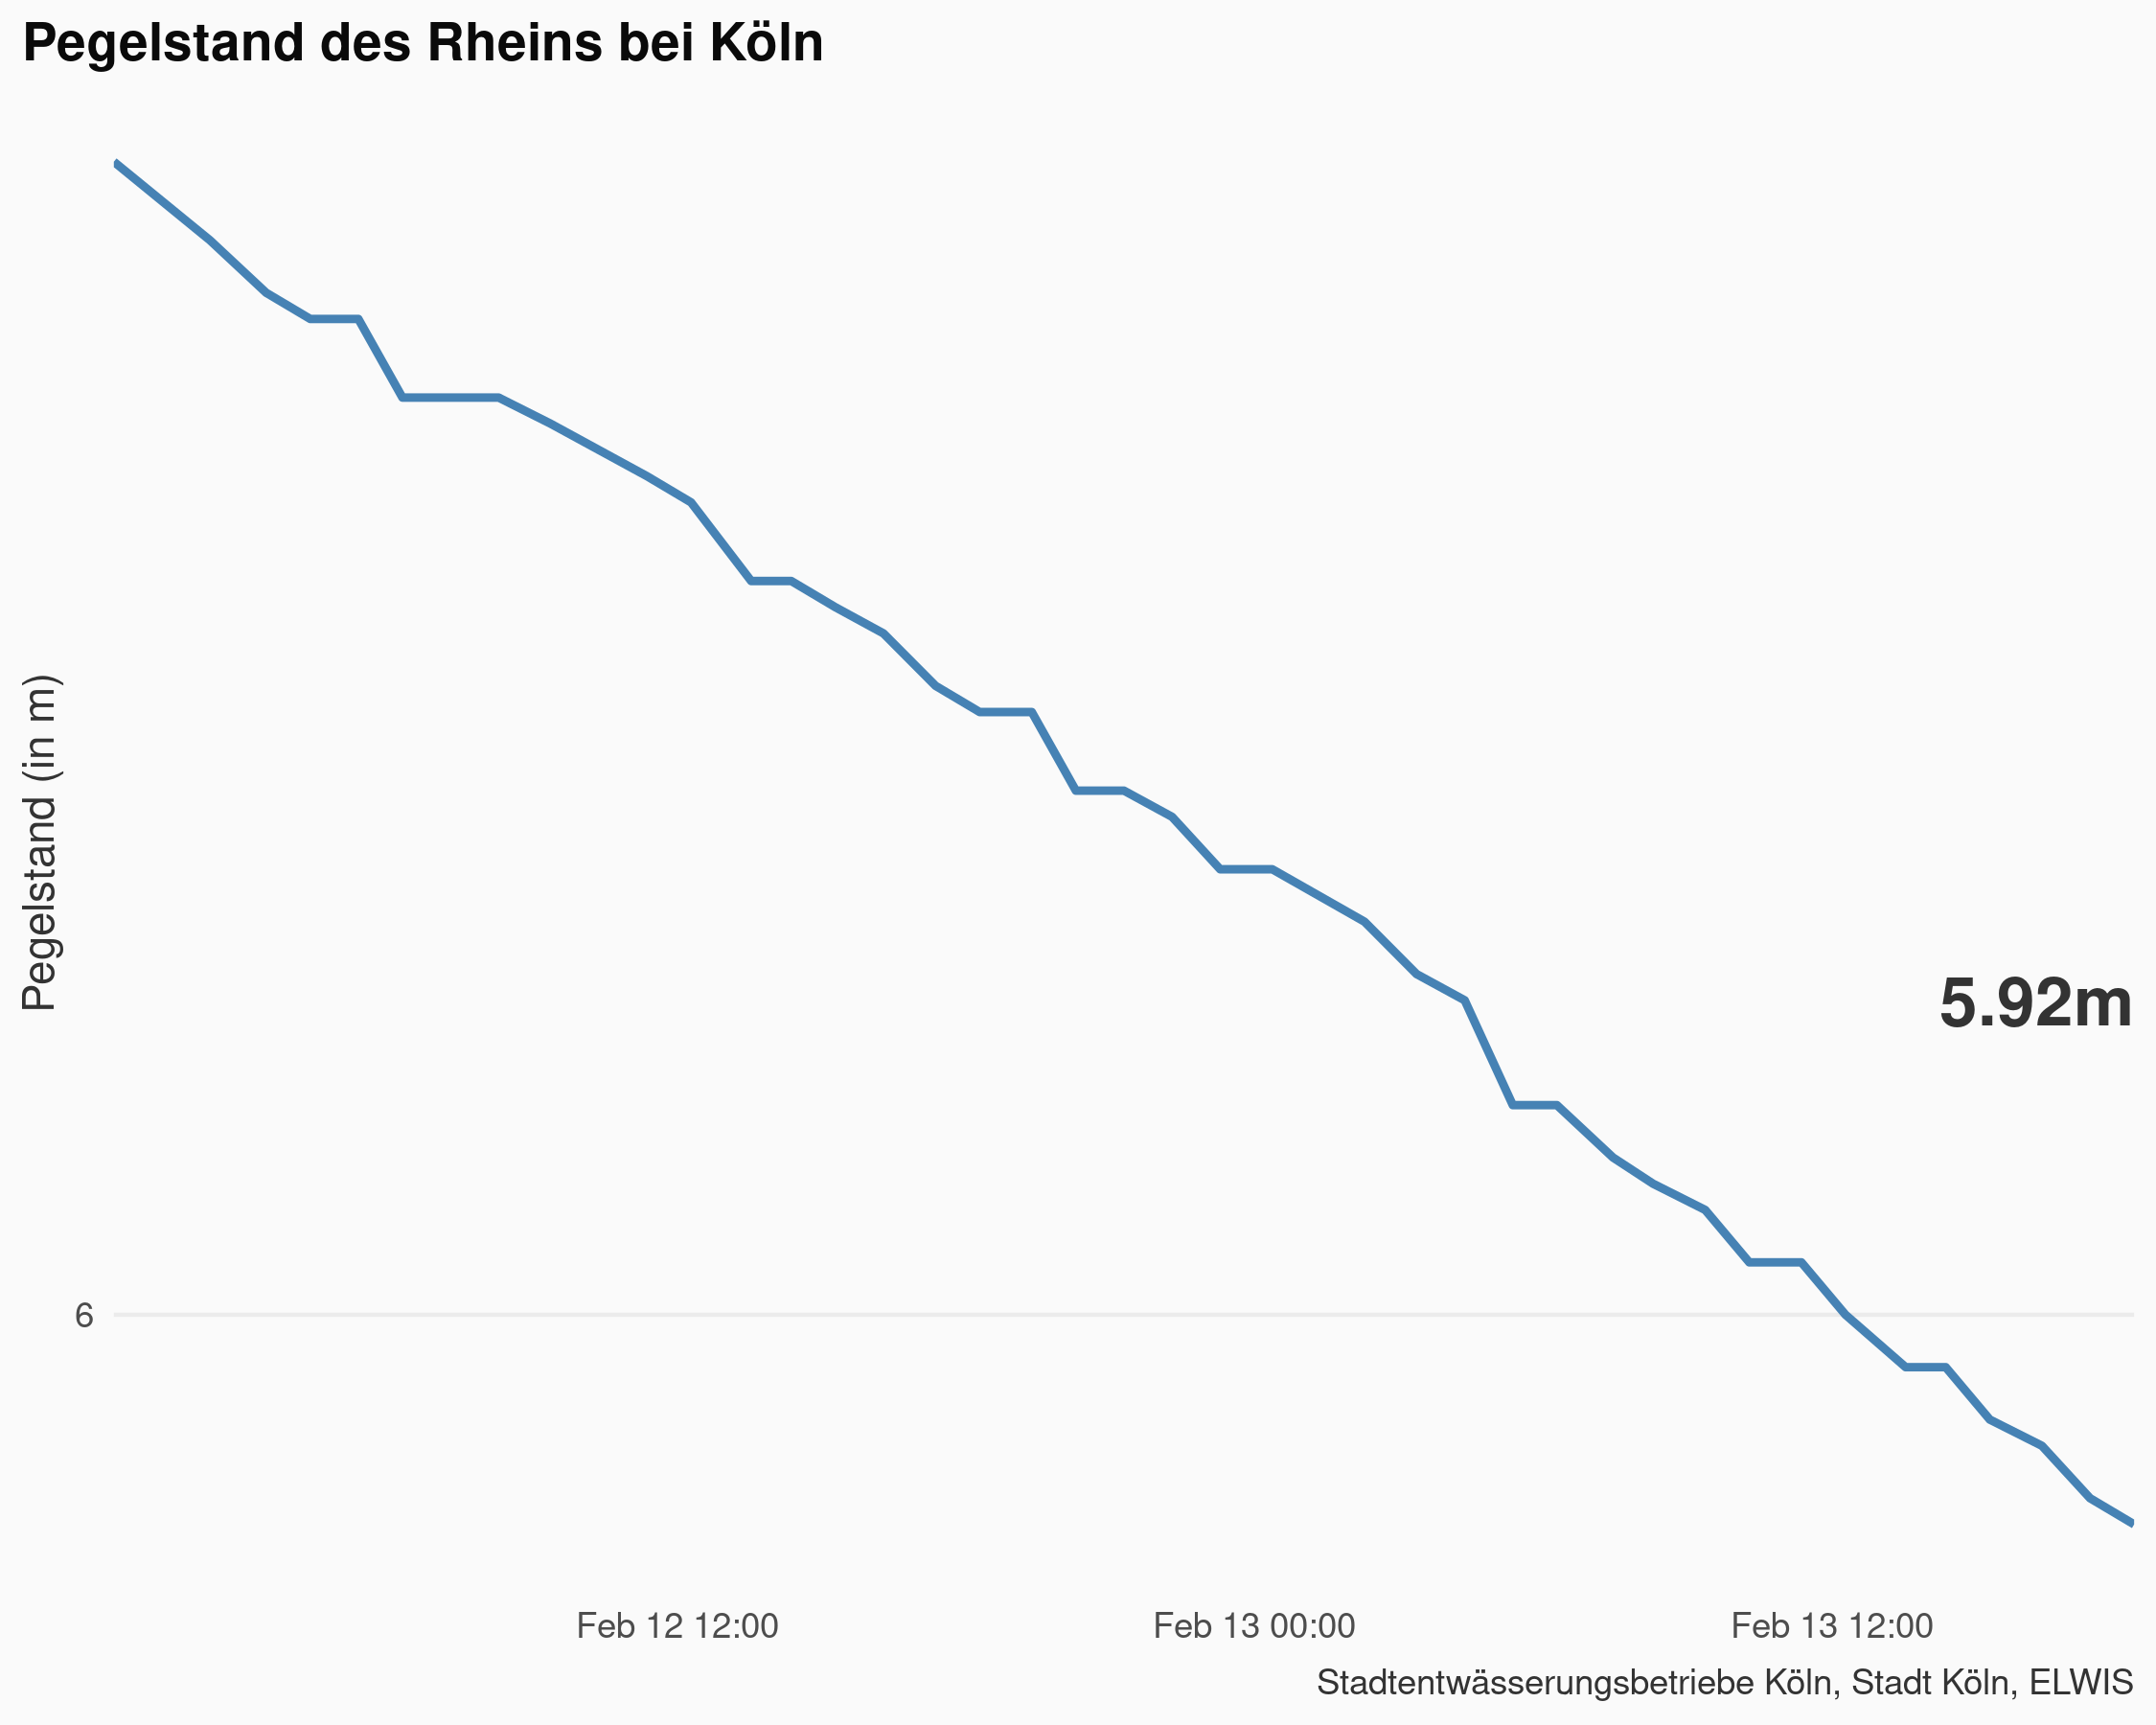 Pegelstand des Rheins bei Köln
Pegelstand (in m)
5.92m
6
Feb 12 12:00
Feb 13 00:00
Feb 13 12:00
Stadtentwässerungsbetriebe Köln, Stadt Köln, ELWIS